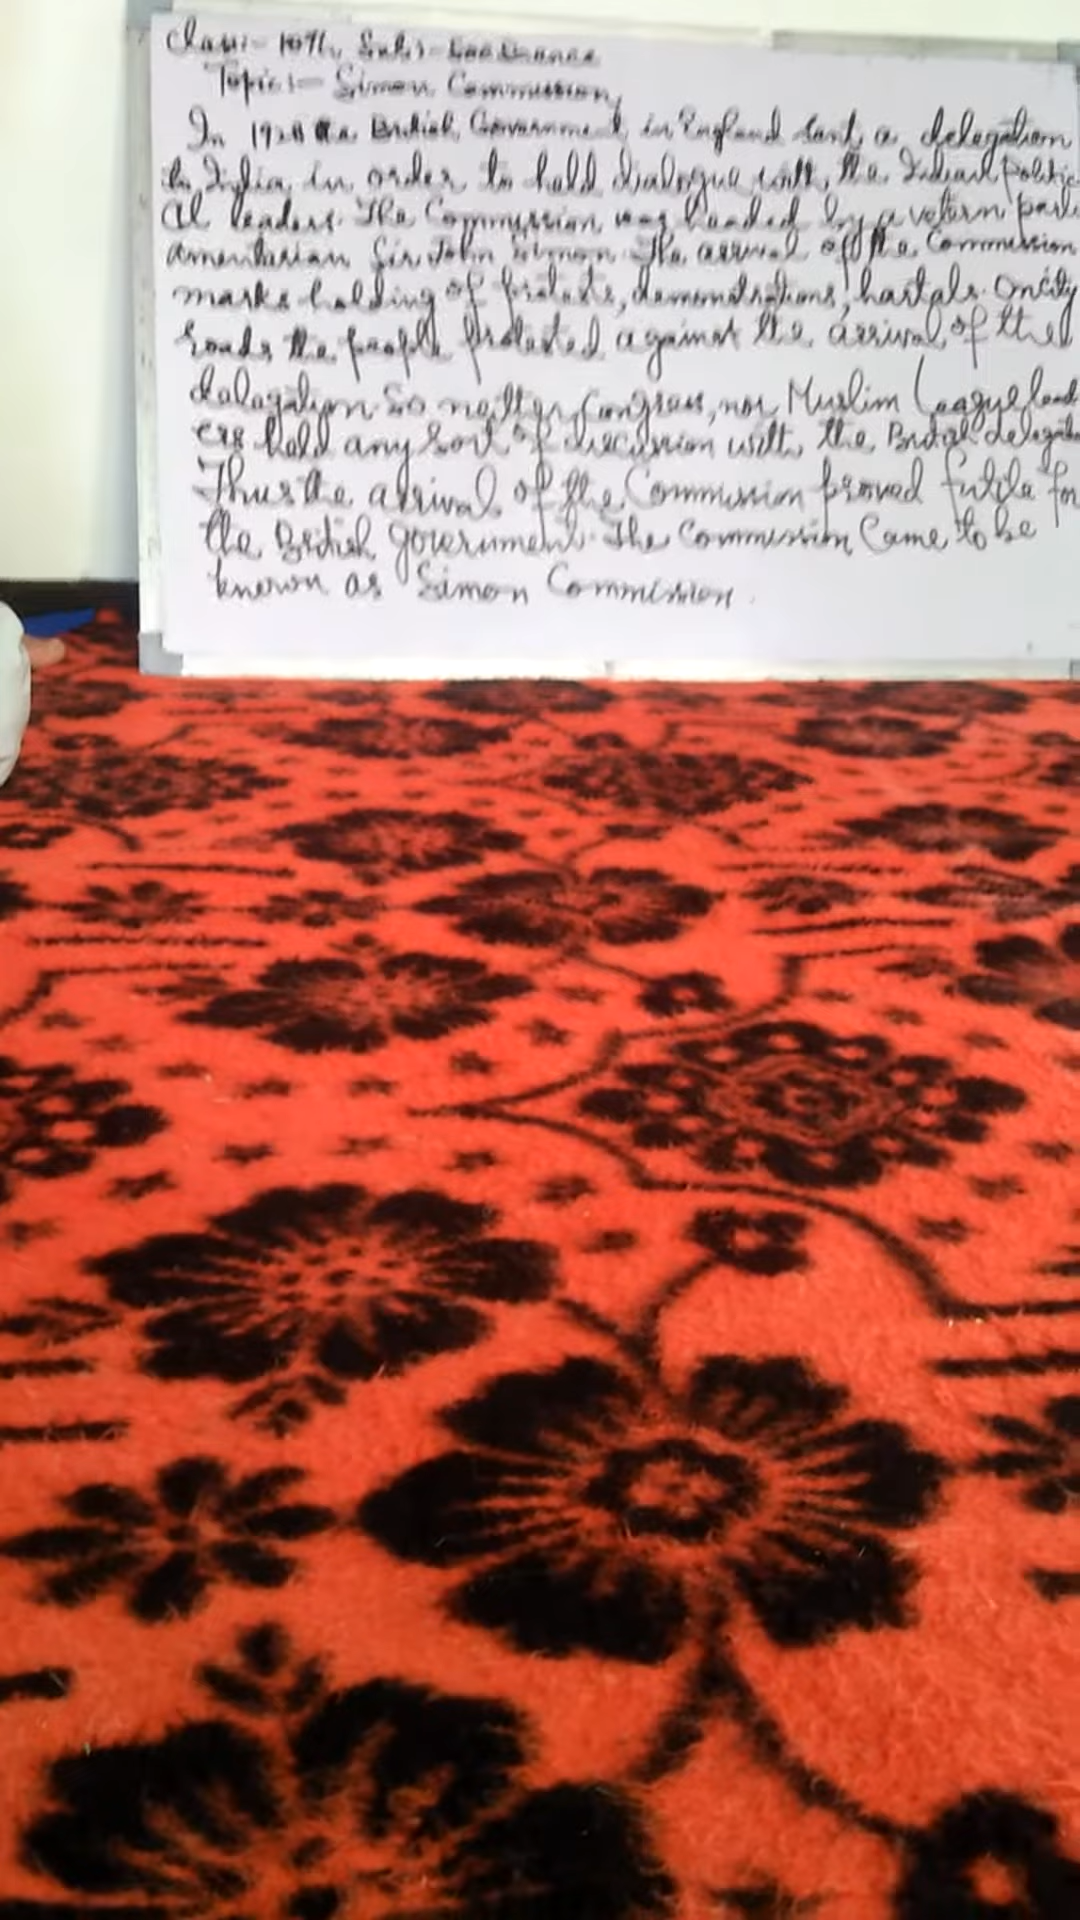 Class:- 10th, Sub:-
Topic:- Simon Commission,
In 1928 the British Government in England sent a delegation
to India in order to hold dialogue with the Indian politic
al leaders. The Commission was headed by a vetern parli
amentarian Sir John Simon. The arrival of the Commission
marks holding of protests, demonstrations, hartals. On city
roads the people protested against the arrival of the
delagation. So neither Congress, nor Muslim League lead
ers held any sort of discussion with the British delegati
Thus the arrival of the Commission proved futile for
the British government. The Commission Came to be
known as Simon Commission.